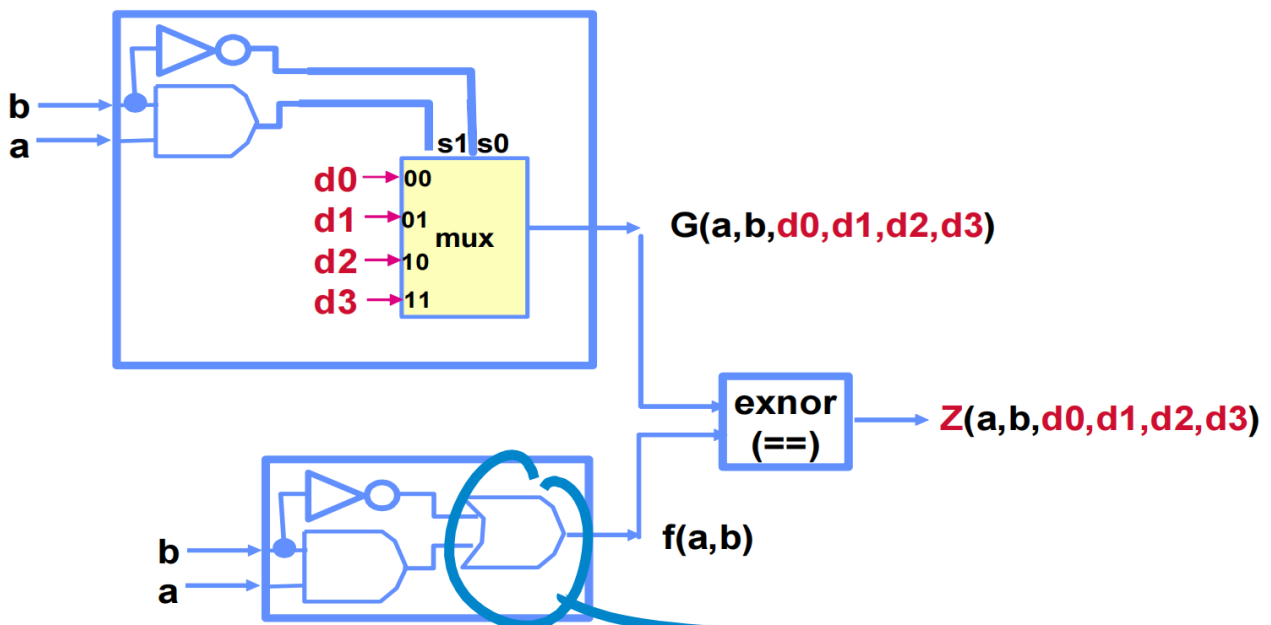 b
a
s1 s0
d0 00
d1 01
mux
d2 10
d3 11
G(a,b,d0,d1,d2,d3)
exnor
(==)
Z(a,b,d0,d1,d2,d3)
b
a
f(a,b)